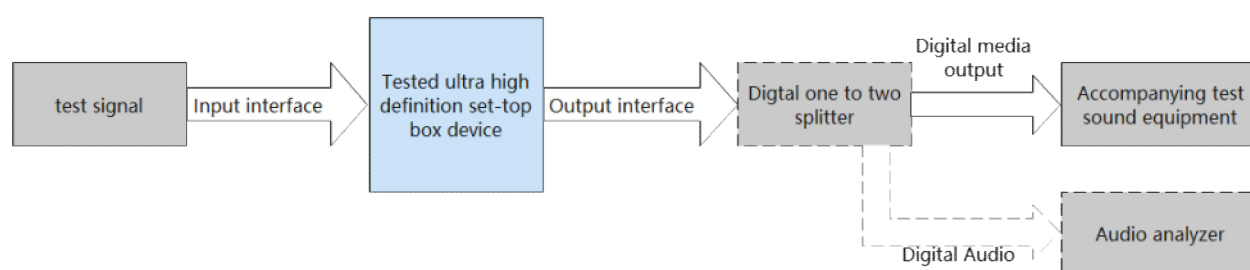 test signal
Input interface
Tested ultra high
definition set-top
box device
Output interface
Digtal one to two
splitter
Digital media
output
Accompanying test
sound equipment
Digital Audio
Audio analyzer